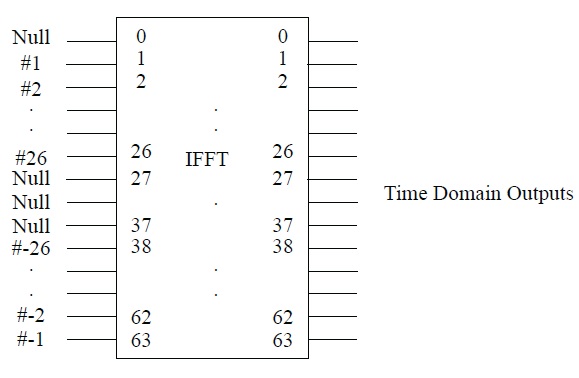 Null 0 0
#1 1 1
#2 2 2
. .
. .
#26 26 IFFT 26
Null 27 27
Null . Time Domain Outputs
Null 37 37
#-26 38 38
. .
. .
#-2 62 62
#-1 63 63